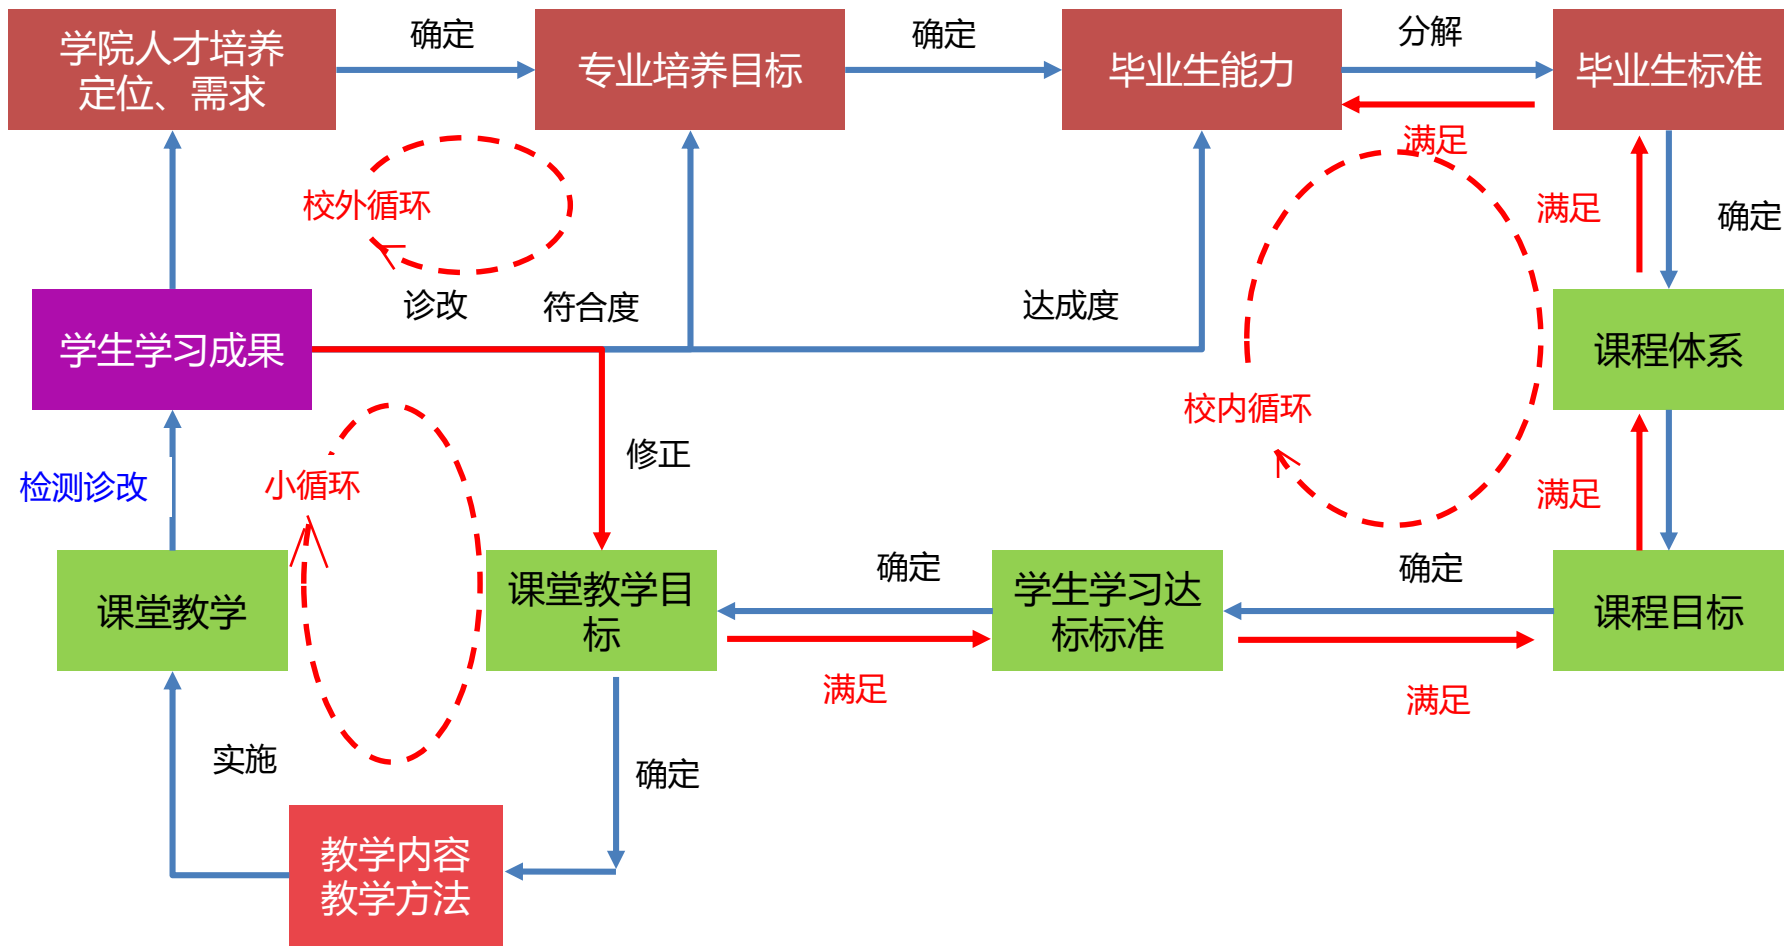 学院人才培养
定位、需求
确定
专业培养目标
确定
毕业生能力
分解
毕业生标准
满足
校外循环
满足
确定
诊改
符合度
达成度
学生学习成果
课程体系
校内循环
修正
检测诊改
小循环
满足
课堂教学
课堂教学目
标
确定
学生学习达
标标准
确定
课程目标
满足
满足
实施
确定
教学内容
教学方法